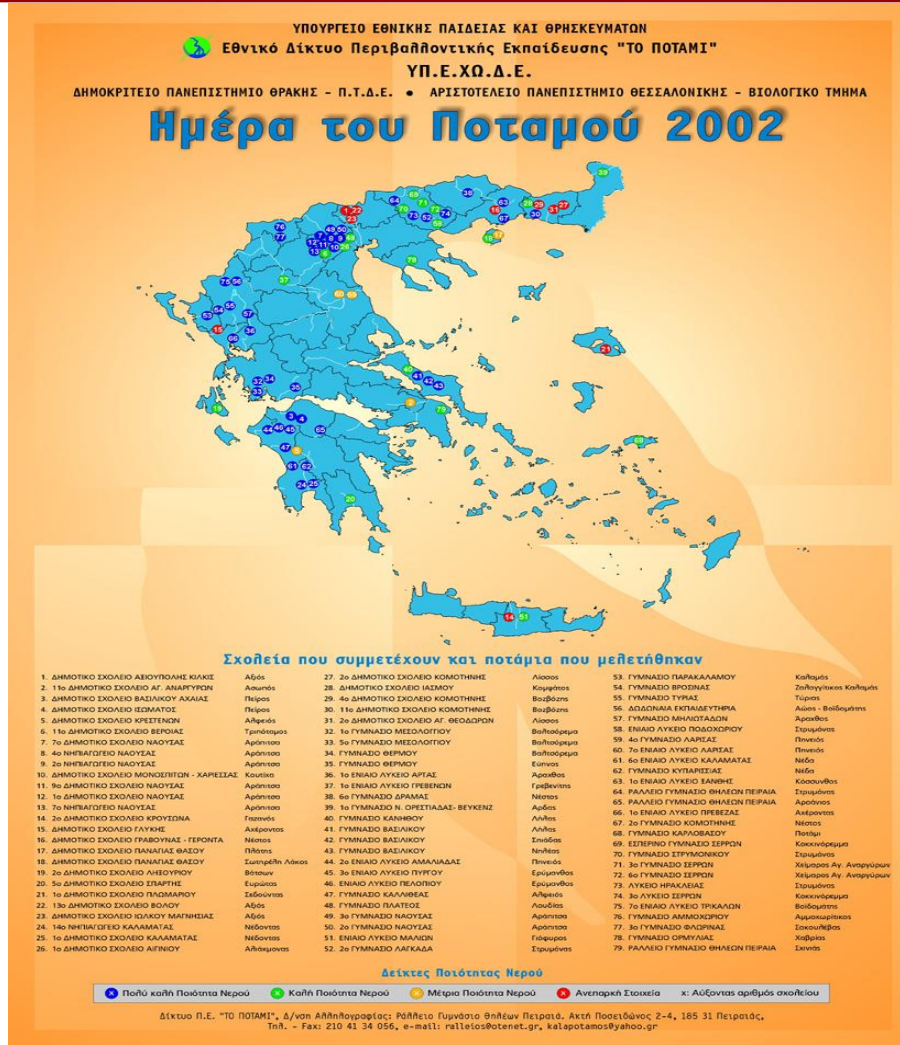 ΥΠΟΥΡΓΕΙΟ ΕΘΝΙΚΗΣ ΠΑΙΔΕΙΑΣ ΚΑΙ ΘΡΗΣΚΕΥΜΑΤΩΝ
Εθνικό Δίκτυο Περιβαλλοντικής Εκπαίδευσης "ΤΟ ΠΟΤΑΜΙ"
ΥΠ.Ε.ΧΩ.Δ.Ε.
ΔΗΜΟΚΡΙΤΕΙΟ ΠΑΝΕΠΙΣΤΗΜΙΟ ΘΡΑΚΗΣ - Π.Τ.Δ.Ε. ● ΑΡΙΣΤΟΤΕΛΕΙΟ ΠΑΝΕΠΙΣΤΗΜΙΟ ΘΕΣΣΑΛΟΝΙΚΗΣ - ΒΙΟΛΟΓΙΚΟ ΤΜΗΜΑ
Ημέρα του Ποταμού 2002
Σχολεία που συμμετέχουν και ποτάμια που μελετήθηκαν
1. ΔΗΜΟΤΙΚΟ ΣΧΟΛΕΙΟ ΑΞΙΟΥΠΟΛΗΣ ΚΙΛΚΙΣ Αξιός
2. 11ο ΔΗΜΟΤΙΚΟ ΣΧΟΛΕΙΟ ΑΓ. ΑΝΑΡΓΥΡΩΝ Ασωπός
3. ΔΗΜΟΤΙΚΟ ΣΧΟΛΕΙΟ ΒΑΣΙΛΙΚΟΥ ΑΧΑΙΑΣ Πείρος
4. ΔΗΜΟΤΙΚΟ ΣΧΟΛΕΙΟ ΙΣΩΜΑΤΟΣ Πείρος
5. ΔΗΜΟΤΙΚΟ ΣΧΟΛΕΙΟ ΚΡΕΣΤΕΝΩΝ Αλφειός
6. 11ο ΔΗΜΟΤΙΚΟ ΣΧΟΛΕΙΟ ΒΕΡΟΙΑΣ Τριπόταμος
7. 7ο ΔΗΜΟΤΙΚΟ ΣΧΟΛΕΙΟ ΝΑΟΥΣΑΣ Αράπιτσα
8. 4ο ΝΗΠΙΑΓΩΓΕΙΟ ΝΑΟΥΣΑΣ Αράπιτσα
9. 2ο ΝΗΠΙΑΓΩΓΕΙΟ ΝΑΟΥΣΑΣ Αράπιτσα
10. ΔΗΜΟΤΙΚΟ ΣΧΟΛΕΙΟ ΜΟΝΟΣΠΙΤΩΝ - ΧΑΡΙΕΣΣΑΣ Κουτίχα
11. 9ο ΔΗΜΟΤΙΚΟ ΣΧΟΛΕΙΟ ΝΑΟΥΣΑΣ Αράπιτσα
12. 1ο ΔΗΜΟΤΙΚΟ ΣΧΟΛΕΙΟ ΝΑΟΥΣΑΣ Αράπιτσα
13. 7ο ΝΗΠΙΑΓΩΓΕΙΟ ΝΑΟΥΣΑΣ Αράπιτσα
14. 2ο ΔΗΜΟΤΙΚΟ ΣΧΟΛΕΙΟ ΚΡΟΥΣΩΝΑ Γαζανός
15. ΔΗΜΟΤΙΚΟ ΣΧΟΛΕΙΟ ΓΛΥΚΗΣ Αχέροντας
16. ΔΗΜΟΤΙΚΟ ΣΧΟΛΕΙΟ ΓΡΑΒΟΥΝΑΣ - ΓΕΡΟΝΤΑ Νέστος
17. ΔΗΜΟΤΙΚΟ ΣΧΟΛΕΙΟ ΠΑΝΑΓΙΑΣ ΘΑΣΟΥ Πλάτος
18. ΔΗΜΟΤΙΚΟ ΣΧΟΛΕΙΟ ΠΑΝΑΓΙΑΣ ΘΑΣΟΥ Σωτηρέλη Λάκος
19. 2ο ΔΗΜΟΤΙΚΟ ΣΧΟΛΕΙΟ ΛΗΞΟΥΡΙΟΥ Βάτσων
20. 5ο ΔΗΜΟΤΙΚΟ ΣΧΟΛΕΙΟ ΣΠΑΡΤΗΣ Ευρώτας
21. 1ο ΔΗΜΟΤΙΚΟ ΣΧΟΛΕΙΟ ΠΛΩΜΑΡΙΟΥ Σεδούντας
22. 13ο ΔΗΜΟΤΙΚΟ ΣΧΟΛΕΙΟ ΒΟΛΟΥ Αξιός
23. ΔΗΜΟΤΙΚΟ ΣΧΟΛΕΙΟ ΙΩΛΚΟΥ ΜΑΓΝΗΣΙΑΣ Αξιός
24. 14ο ΝΗΠΙΑΓΩΓΕΙΟ ΚΑΛΑΜΑΤΑΣ Νέδοντας
25. 1ο ΔΗΜΟΤΙΚΟ ΣΧΟΛΕΙΟ ΚΑΛΑΜΑΤΑΣ Νέδοντας
26. 1ο ΔΗΜΟΤΙΚΟ ΣΧΟΛΕΙΟ ΑΙΓΙΝΙΟΥ Αλιάκμονας
27. 2ο ΔΗΜΟΤΙΚΟ ΣΧΟΛΕΙΟ ΚΟΜΟΤΗΝΗΣ Λίσσος
28. ΔΗΜΟΤΙΚΟ ΣΧΟΛΕΙΟ ΙΑΣΜΟΥ Κομψάτος
29. 4ο ΔΗΜΟΤΙΚΟ ΣΧΟΛΕΙΟ ΚΟΜΟΤΗΝΗΣ Βοζβόζης
30. 11ο ΔΗΜΟΤΙΚΟ ΣΧΟΛΕΙΟ ΚΟΜΟΤΗΝΗΣ Βοζβόζης
31. 2ο ΔΗΜΟΤΙΚΟ ΣΧΟΛΕΙΟ ΑΓ. ΘΕΟΔΩΡΩΝ Λίσσος
32. 1ο ΓΥΜΝΑΣΙΟ ΜΕΣΟΛΟΓΓΙΟΥ Βαλτσόρεμα
33. 5ο ΓΥΜΝΑΣΙΟ ΜΕΣΟΛΟΓΓΙΟΥ Βαλτσόρεμα
34. ΓΥΜΝΑΣΙΟ ΘΕΡΜΟΥ Βαλτσόρεμα
35. ΓΥΜΝΑΣΙΟ ΘΕΡΜΟΥ Εύηνος
36. 1ο ΕΝΙΑΙΟ ΛΥΚΕΙΟ ΑΡΤΑΣ Άραχθος
37. 1ο ΕΝΙΑΙΟ ΛΥΚΕΙΟ ΓΡΕΒΕΝΩΝ Γρεβενίτης
38. 6ο ΓΥΜΝΑΣΙΟ ΔΡΑΜΑΣ Νέστος
39. 1ο ΓΥΜΝΑΣΙΟ Ν. ΟΡΕΣΤΙΑΔΑΣ- ΒΕΥΚΕΝΖ Άρδας
40. ΓΥΜΝΑΣΙΟ ΚΑΝΗΘΟΥ Λήλας
41. ΓΥΜΝΑΣΙΟ ΒΑΣΙΛΙΚΟΥ Λήλας
42. ΓΥΜΝΑΣΙΟ ΒΑΣΙΛΙΚΟΥ Σπιάδας
43. ΓΥΜΝΑΣΙΟ ΒΑΣΙΛΙΚΟΥ Νηλέας
44. 2ο ΕΝΙΑΙΟ ΛΥΚΕΙΟ ΑΜΑΛΙΑΔΑΣ Πηνειός
45. 3ο ΕΝΙΑΙΟ ΛΥΚΕΙΟ ΠΥΡΓΟΥ Ερύμανθος
46. ΕΝΙΑΙΟ ΛΥΚΕΙΟ ΠΕΛΟΠΙΟΥ Ερύμανθος
47. ΓΥΜΝΑΣΙΟ ΚΑΛΛΙΘΕΑΣ Αλφειός
48. ΓΥΜΝΑΣΙΟ ΠΛΑΤΕΟΣ Λουδίας
49. 3ο ΓΥΜΝΑΣΙΟ ΝΑΟΥΣΑΣ Αράπιτσα
50. 2ο ΓΥΜΝΑΣΙΟ ΝΑΟΥΣΑΣ Αράπιτσα
51. ΕΝΙΑΙΟ ΛΥΚΕΙΟ ΜΑΛΙΩΝ Γιόφυρος
52. 2ο ΓΥΜΝΑΣΙΟ ΛΑΓΚΑΔΑ Στρυμόνας
53. ΓΥΜΝΑΣΙΟ ΠΑΡΑΚΑΛΑΜΟΥ Καλαμάς
54. ΓΥΜΝΑΣΙΟ ΒΡΟΣΙΝΑΣ Ζαλογγίτικος Καλαμάς
55. ΓΥΜΝΑΣΙΟ ΤΥΡΙΑΣ Τύριας
56. ΔΩΔΩΝΑΙΑ ΕΚΠΑΙΔΕΥΤΗΡΙΑ Αώος - Βοϊδομάτης
57. ΓΥΜΝΑΣΙΟ ΜΗΛΙΩΤΑΔΩΝ Άραχθος
58. ΕΝΙΑΙΟ ΛΥΚΕΙΟ ΠΟΔΟΧΩΡΙΟΥ Στρυμόνας
59. 4ο ΓΥΜΝΑΣΙΟ ΛΑΡΙΣΑΣ Πηνειός
60. 7ο ΕΝΙΑΙΟ ΛΥΚΕΙΟ ΛΑΡΙΣΑΣ Πηνειός
61. 6ο ΕΝΙΑΙΟ ΛΥΚΕΙΟ ΚΑΛΑΜΑΤΑΣ Νέδα
62. ΓΥΜΝΑΣΙΟ ΚΥΠΑΡΙΣΣΙΑΣ Νέδα
63. 1ο ΕΝΙΑΙΟ ΛΥΚΕΙΟ ΞΑΝΘΗΣ Κόσσυνθος
64. ΡΑΛΛΕΙΟ ΓΥΜΝΑΣΙΟ ΘΗΛΕΩΝ ΠΕΙΡΑΙΑ Στρυμόνας
65. ΡΑΛΛΕΙΟ ΓΥΜΝΑΣΙΟ ΘΗΛΕΩΝ ΠΕΙΡΑΙΑ Αροάνιος
66. 1ο ΕΝΙΑΙΟ ΛΥΚΕΙΟ ΠΡΕΒΕΖΑΣ Αχέροντας
67. 2ο ΓΥΜΝΑΣΙΟ ΚΟΜΟΤΗΝΗΣ Νέστος
68. ΓΥΜΝΑΣΙΟ ΚΑΡΛΟΒΑΣΟΥ Ποτάμι
69. ΕΣΠΕΡΙΝΟ ΓΥΜΝΑΣΙΟ ΣΕΡΡΩΝ Κοκκινόρεμμα
70. ΓΥΜΝΑΣΙΟ ΣΤΡΥΜΟΝΙΚΟΥ Στρυμόνας
71. 3ο ΓΥΜΝΑΣΙΟ ΣΕΡΡΩΝ Χείμαρος Αγ. Αναργύρων
72. 6ο ΓΥΜΝΑΣΙΟ ΣΕΡΡΩΝ Χείμαρος Αγ. Αναργύρων
73. ΛΥΚΕΙΟ ΗΡΑΚΛΕΙΑΣ Στρυμόνας
74. 3ο ΛΥΚΕΙΟ ΣΕΡΡΩΝ Κοκκινόρεμμα
75. 7ο ΕΝΙΑΙΟ ΛΥΚΕΙΟ ΤΡΙΚΑΛΩΝ Βοϊδομάτης
76. ΓΥΜΝΑΣΙΟ ΑΜΜΟΧΩΡΙΟΥ Αμμοχωρίτικος
77. 3ο ΓΥΜΝΑΣΙΟ ΦΛΩΡΙΝΑΣ Σακουλέβας
78. ΓΥΜΝΑΣΙΟ ΟΡΜΥΛΙΑΣ Χαβρίας
79. ΡΑΛΛΕΙΟ ΓΥΜΝΑΣΙΟ ΘΗΛΕΩΝ ΠΕΙΡΑΙΑ Σχινιάς
Δείκτες Ποιότητας Νερού
Πολύ καλή Ποιότητα Νερού Καλή Ποιότητα Νερού Μέτρια Ποιότητα Νερού Ανεπαρκή Στοιχεία x: Αύξοντας αριθμός σχολείου
Δίκτυο Π.Ε. "ΤΟ ΠΟΤΑΜΙ", Δ/νση Αλληλογραφίας: Ράλλειο Γυμνάσιο Θηλέων Πειραιά. Ακτή Ποσειδώνος 2-4, 185 31 Πειραιάς,
Τηλ. - Fax: 210 41 34 056, e-mail: ralleios@otenet.gr, kalapotamos@yahoo.gr